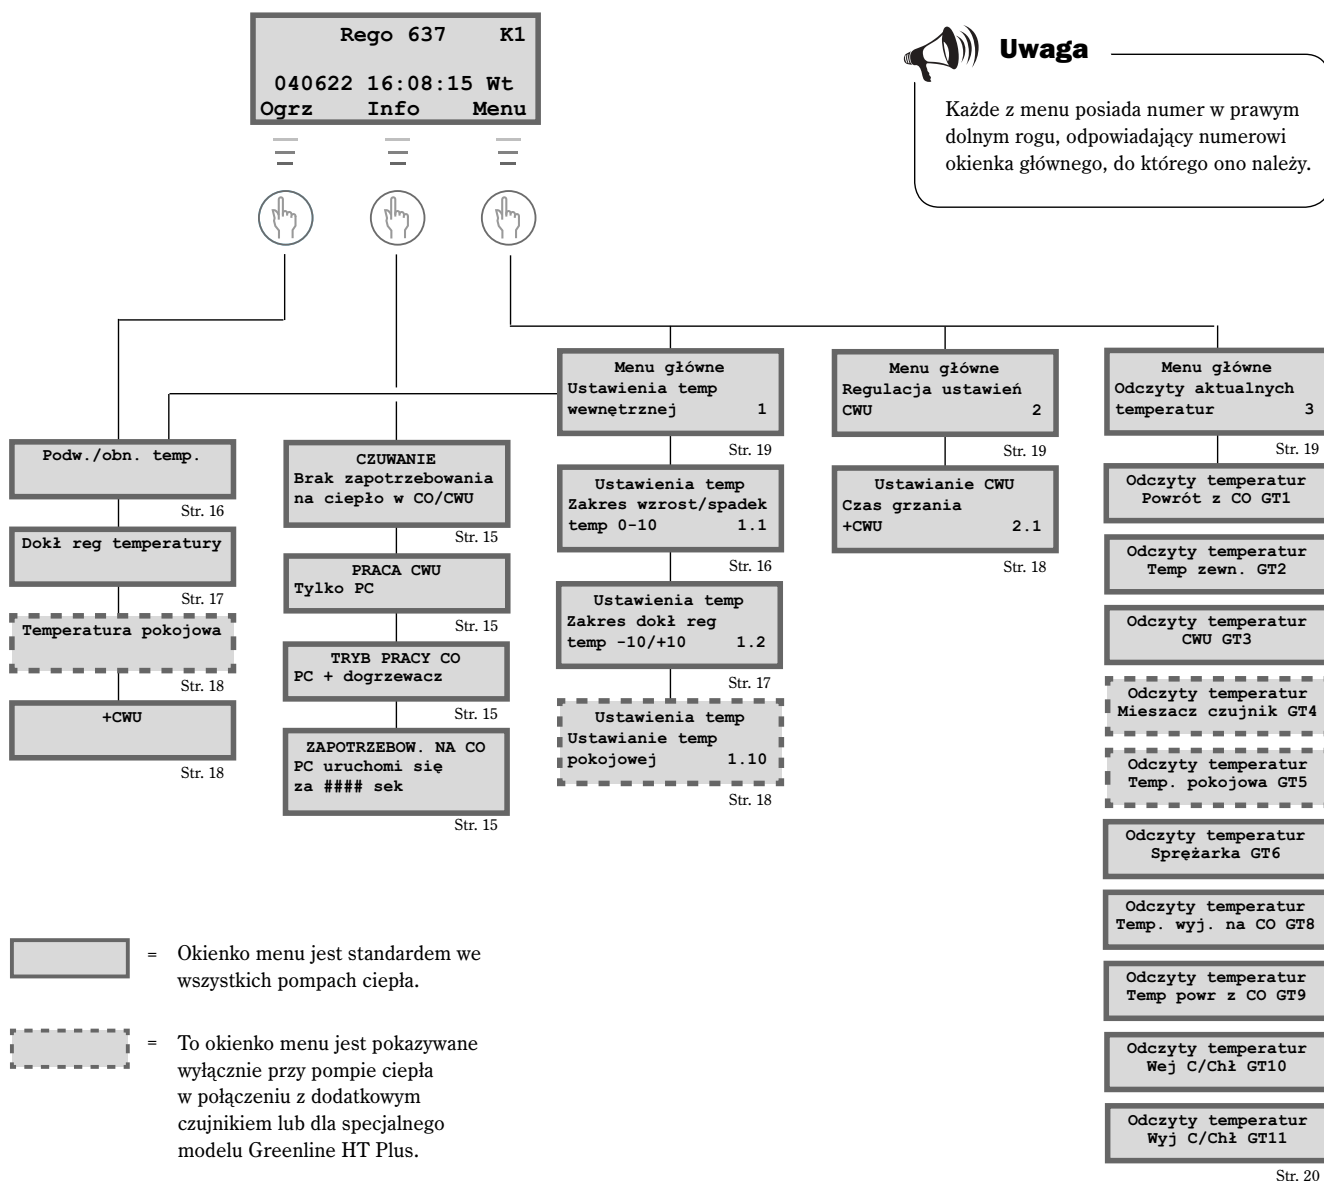 Rego 637 K1
040622 16:08:15 Wt
Ogrz Info Menu
Uwaga
Każde z menu posiada numer w prawym
dolnym rogu, odpowiadający numerowi
okienka głównego, do którego ono należy.
Podw./obn. temp.
Str. 16
Dokł reg temperatury
Str. 17
Temperatura pokojowa
Str. 18
+CWU
Str. 18
CZUWANIE
Brak zapotrzebowania
na ciepło w CO/CWU
Str. 15
PRACA CWU
Tylko PC
Str. 15
TRYB PRACY CO
PC + dogrzewacz
Str. 15
ZAPOTRZEBOW. NA CO
PC uruchomi się
za #### sek
Str. 15
Menu główne
Ustawienia temp
wewnętrznej 1
Str. 19
Ustawienia temp
Zakres wzrost/spadek
temp 0-10 1.1
Str. 16
Ustawienia temp
Zakres dokł reg
temp -10/+10 1.2
Str. 17
Ustawienia temp
Ustawianie temp
pokojowej 1.10
Str. 18
Menu główne
Regulacja ustawień
CWU 2
Str. 19
Ustawianie CWU
Czas grzania
+CWU 2.1
Str. 18
Menu główne
Odczyty aktualnych
temperatur 3
Str. 19
Odczyty temperatur
Powrót z CO GT1
Odczyty temperatur
Temp zewn. GT2
Odczyty temperatur
CWU GT3
Odczyty temperatur
Mieszacz czujnik GT4
Odczyty temperatur
Temp. pokojowa GT5
Odczyty temperatur
Sprężarka GT6
Odczyty temperatur
Temp. wyj. na CO GT8
Odczyty temperatur
Temp powr z CO GT9
Odczyty temperatur
Wej C/Chł GT10
Odczyty temperatur
Wyj C/Chł GT11
Str. 20
= Okienko menu jest standardem we
wszystkich pompach ciepła.
= To okienko menu jest pokazywane
wyłącznie przy pompie ciepła
w połączeniu z dodatkowym
czujnikiem lub dla specjalnego
modelu Greenline HT Plus.